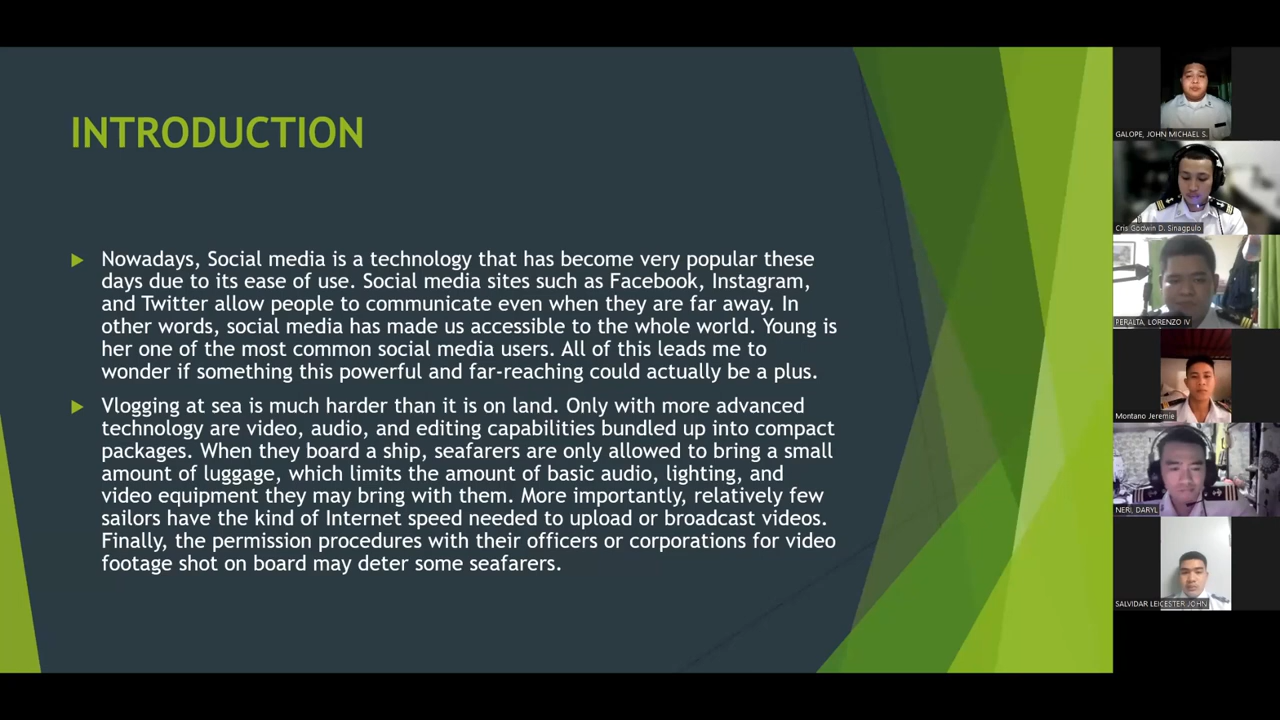 INTRODUCTION
Nowadays, Social media is a technology that has become very popular these
days due to its ease of use. Social media sites such as Facebook, Instagram,
and Twitter allow people to communicate even when they are far away. In
other words, social media has made us accessible to the whole world. Young is
her one of the most common social media users. All of this leads me to
wonder if something this powerful and far-reaching could actually be a plus.
Vlogging at sea is much harder than it is on land. Only with more advanced
technology are video, audio, and editing capabilities bundled up into compact
packages. When they board a ship, seafarers are only allowed to bring a small
amount of luggage, which limits the amount of basic audio, lighting, and
video equipment they may bring with them. More importantly, relatively few
sailors have the kind of Internet speed needed to upload or broadcast videos.
Finally, the permission procedures with their officers or corporations for video
footage shot on board may deter some seafarers.
GALOPE, JOHN MICHAEL S.
Cris Godwin D. Sinagpulo
PERALTA, LORENZO IV
Montano Jeremie
NERI, DARYL
SALVIDAR LEICESTER JOHN